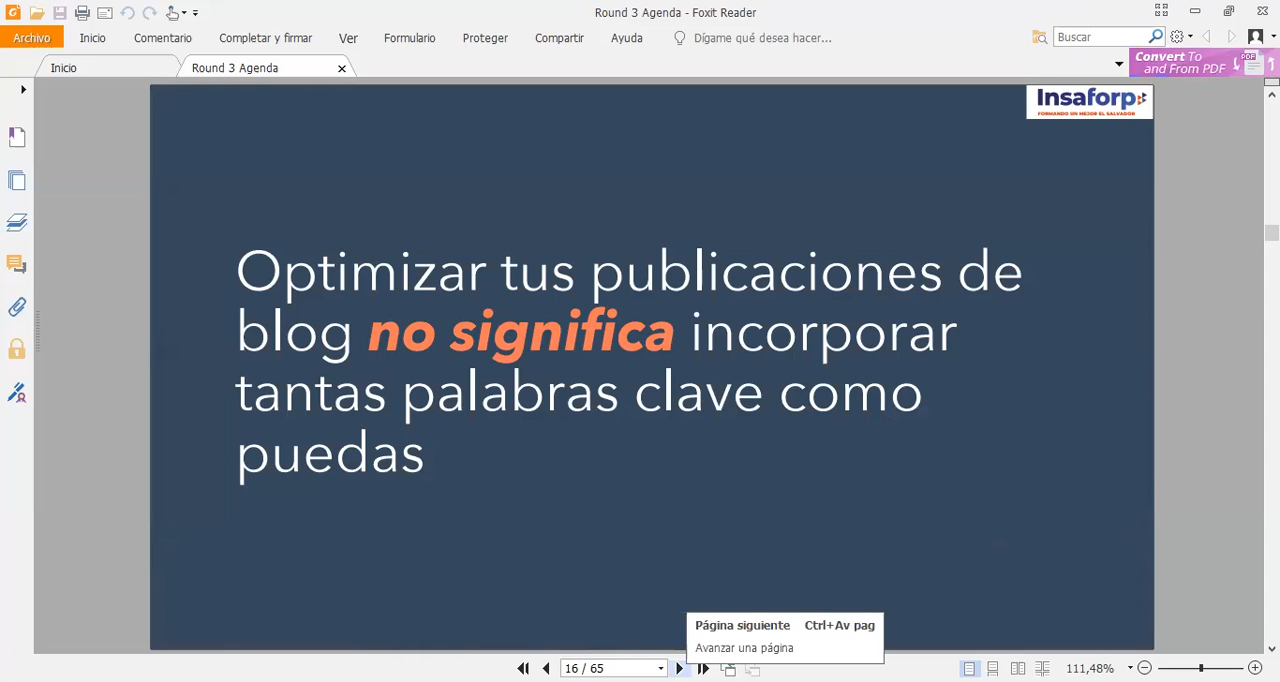 Round 3 Agenda - Foxit Reader
Archivo Inicio Comentario Completar y firmar Ver Formulario Proteger Compartir Ayuda Dígame qué desea hacer... Buscar
Inicio Round 3 Agenda
Convert To
and From PDF
PDF
Insaforp
FORMANDO UN MEJOR EL SALVADOR
Optimizar tus publicaciones de
blog no significa incorporar
tantas palabras clave como
puedas
Página siguiente Ctrl+Av pag
Avanzar una página
16 / 65 111,48%